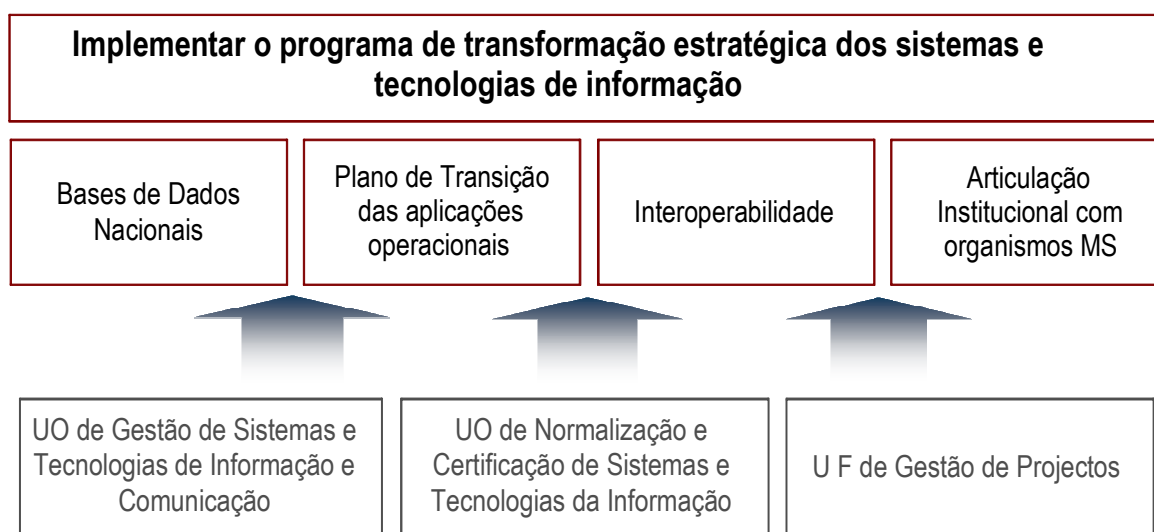 Implementar o programa de transformação estratégica dos sistemas e
tecnologias de informação
Bases de Dados
Nacionais
Plano de Transição
das aplicações
operacionais
Interoperabilidade
Articulação
Institucional com
organismos MS
UO de Gestão de Sistemas e
Tecnologias de Informação e
Comunicação
UO de Normalização e
Certificação de Sistemas e
Tecnologias da Informação
U F de Gestão de Projectos